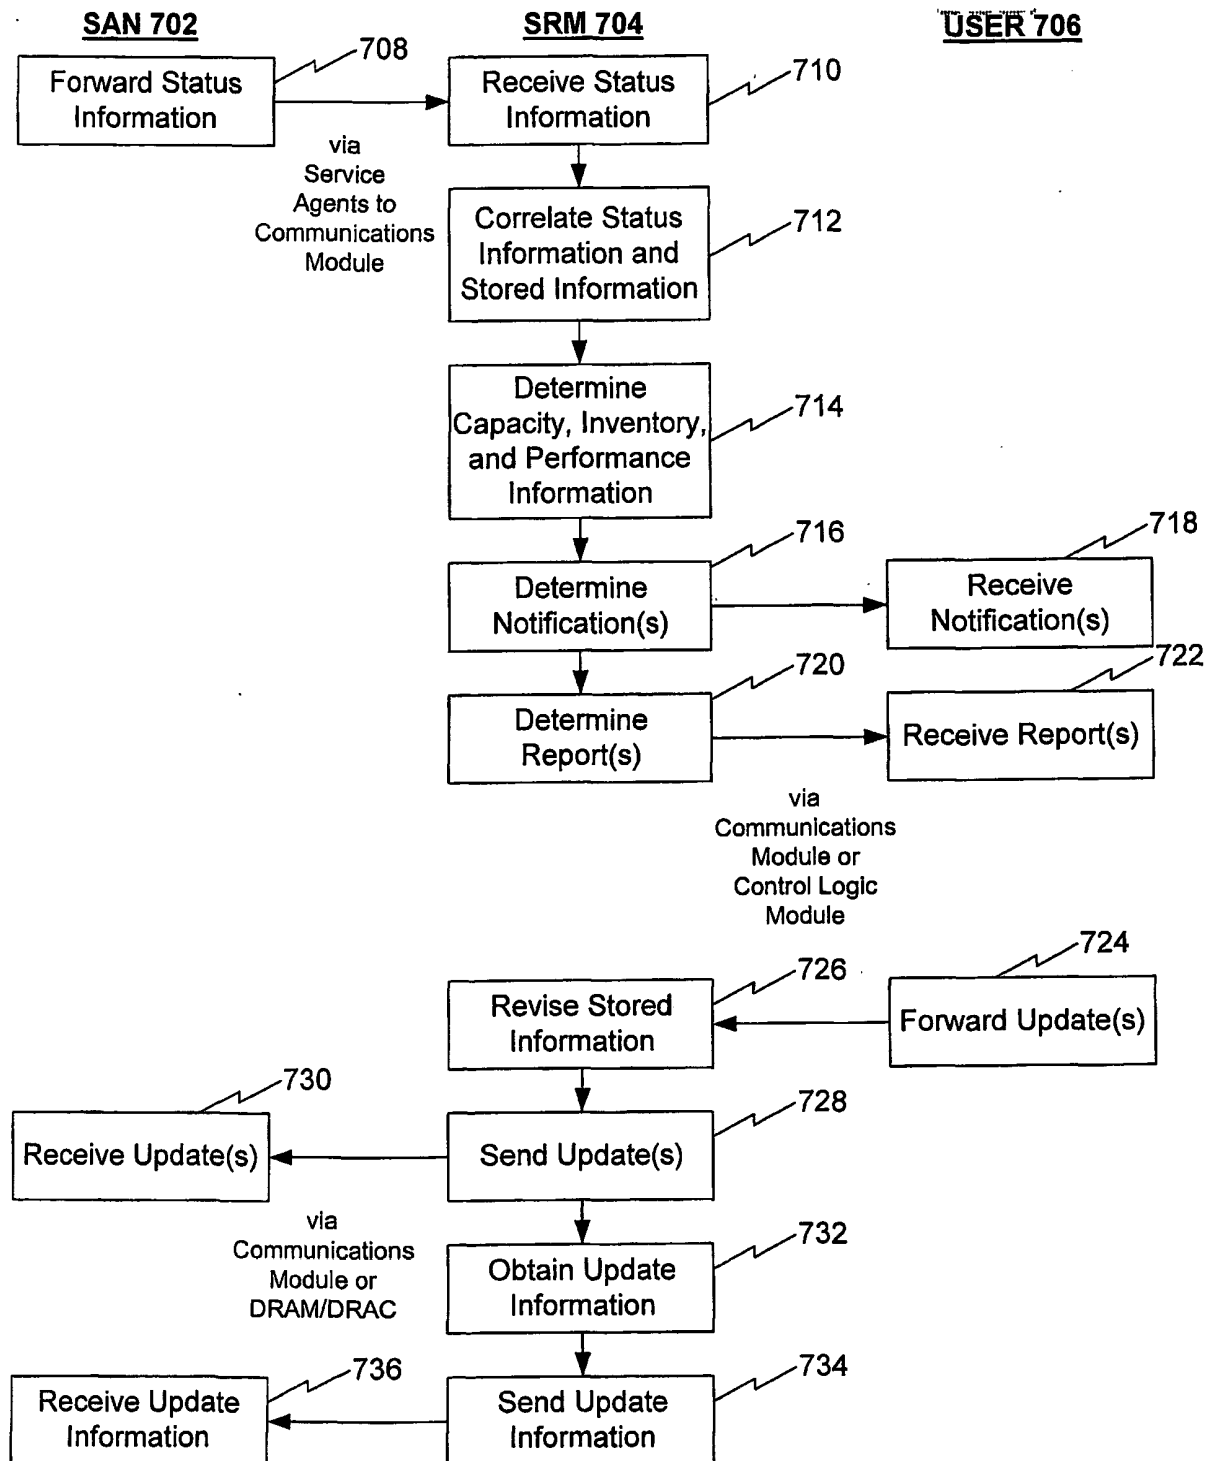 SAN 702
SRM 704
USER 706
708
Forward Status
Information
Receive Status
Information
710
via
Service
Agents to
Communications
Module
Correlate Status
Information and
Stored Information
712
Determine
Capacity, Inventory,
and Performance
Information
714
716
Determine
Notification(s)
718
Receive
Notification(s)
720
Determine
Report(s)
722
Receive Report(s)
via
Communications
Module or
Control Logic
Module
724
Forward Update(s)
726
Revise Stored
Information
728
Send Update(s)
730
Receive Update(s)
via
Communications
Module or
DRAM/DRAC
732
Obtain Update
Information
734
Send Update
Information
736
Receive Update
Information